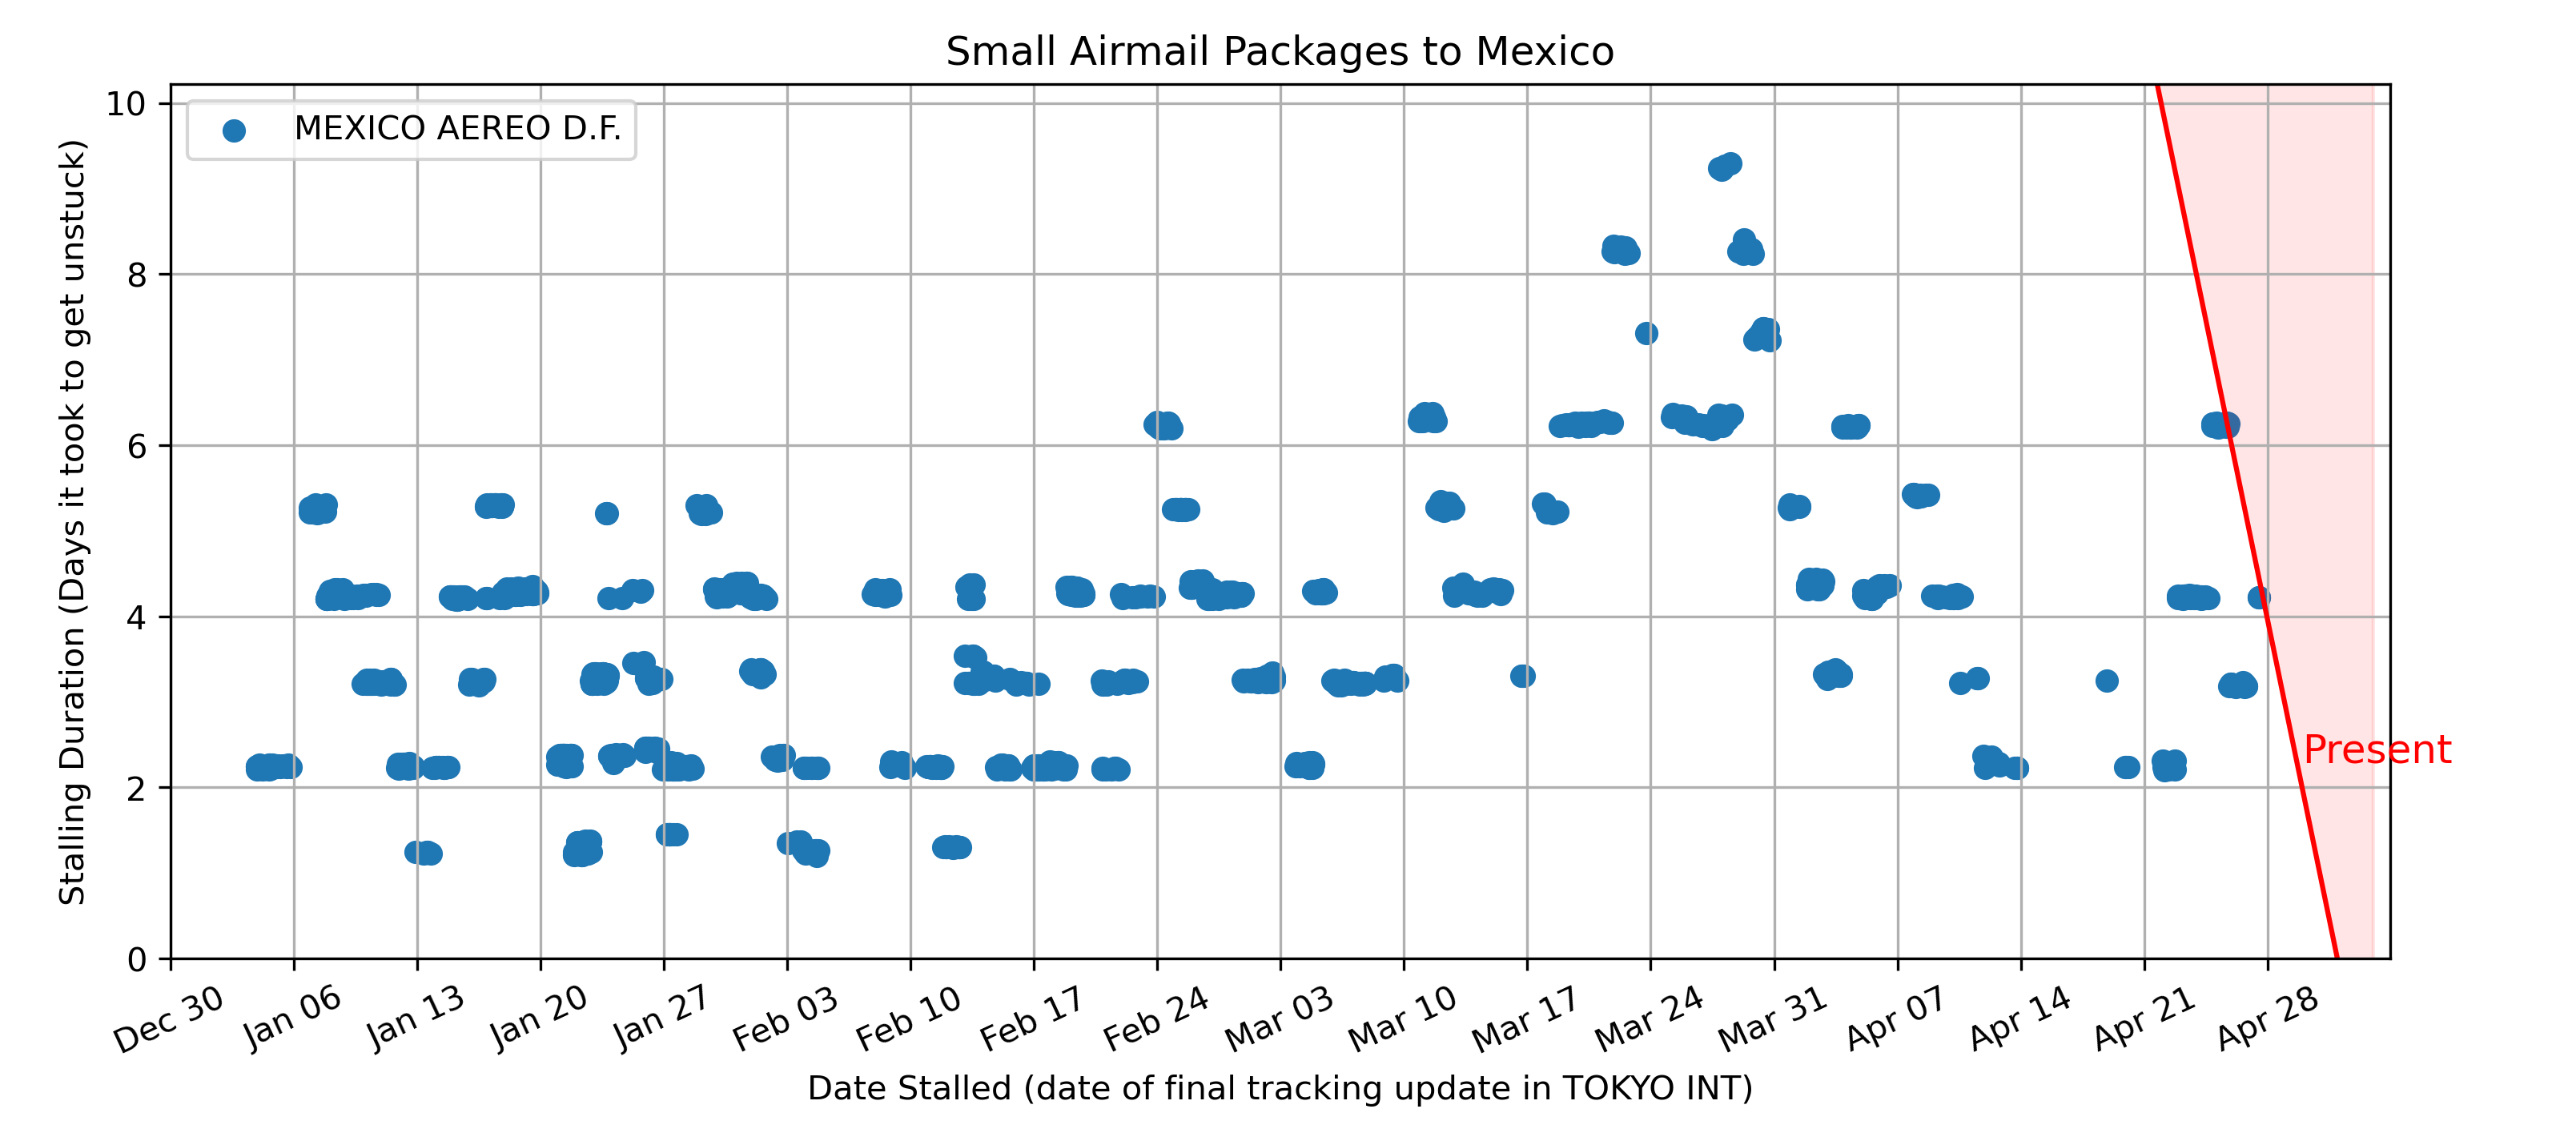 Small Airmail Packages to Mexico
MEXICO AEREO D.F.
Stalling Duration (Days it took to get unstuck)
10
8
6
4
2
0
Present
Dec 30
Jan 06
Jan 13
Jan 20
Jan 27
Feb 03
Feb 10
Feb 17
Feb 24
Mar 03
Mar 10
Mar 17
Mar 24
Mar 31
Apr 07
Apr 14
Apr 21
Apr 28
Date Stalled (date of final tracking update in TOKYO INT)